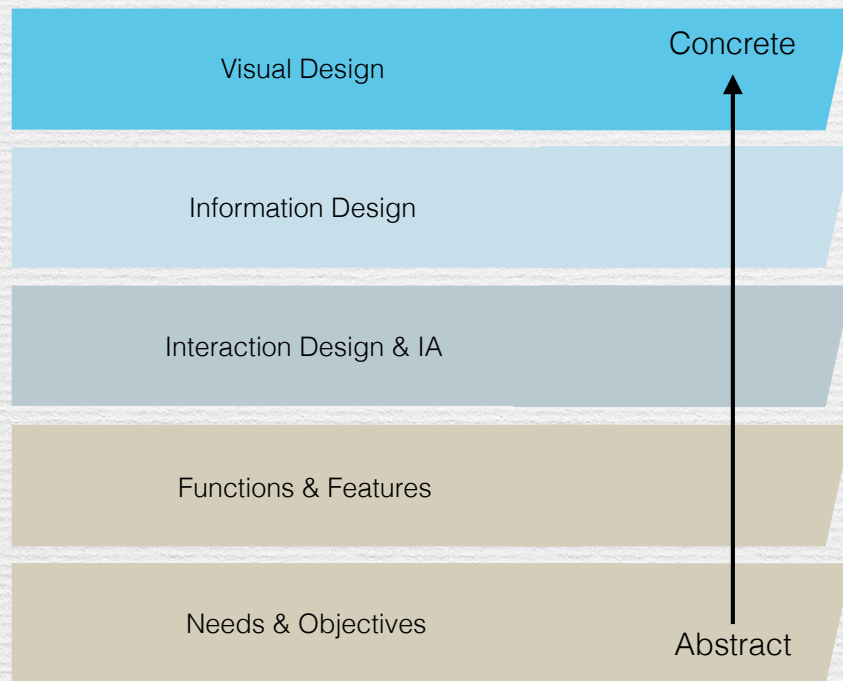 Visual Design
Concrete
Information Design
Interaction Design & IA
Functions & Features
Needs & Objectives
Abstract